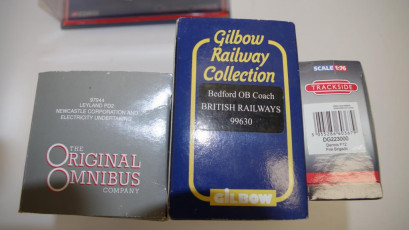 97944
LEYLAND PD2
NEWCASTLE CORPORATION AND
ELECTRICITY UNDERTAKING
THE
ORIGINAL
OMNIBUS
COMPANY
Gilbow
Railway
Collection
Bedford OB Coach
BRITISH RAILWAYS
99630
GILBOW
SCALE 1:76
TRACKSIDE
DG225000
Dennis F12
Fire Brigade